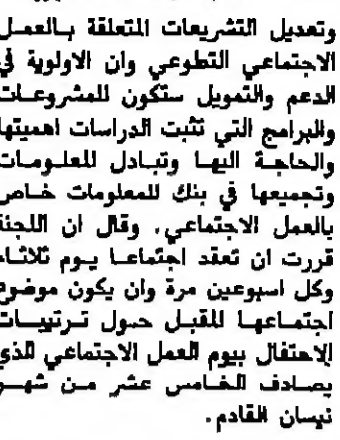 وتعديل التشريعات المتعلقة بالعمل
الاجتماعي التطوعي وان الاولوية في
الدعم والتمويل ستكون للمشروعات
والبرامج التي تثبت الدراسات اهميتها
والحاجة اليها وتبادل المعلومات
وتجميعها في بنك للمعلومات خاص
بالعمل الاجتماعي. وقال ان اللجنة
قررت ان تعقد اجتماعا يوم ثلاثاء
وكل اسبوعين مرة وان يكون موضوع
اجتماعها المقبل حول ترتيبات
الاحتفال بيوم العمل الاجتماعي الذي
يصادف الخامس عشر من شهر
نيسان القادم.